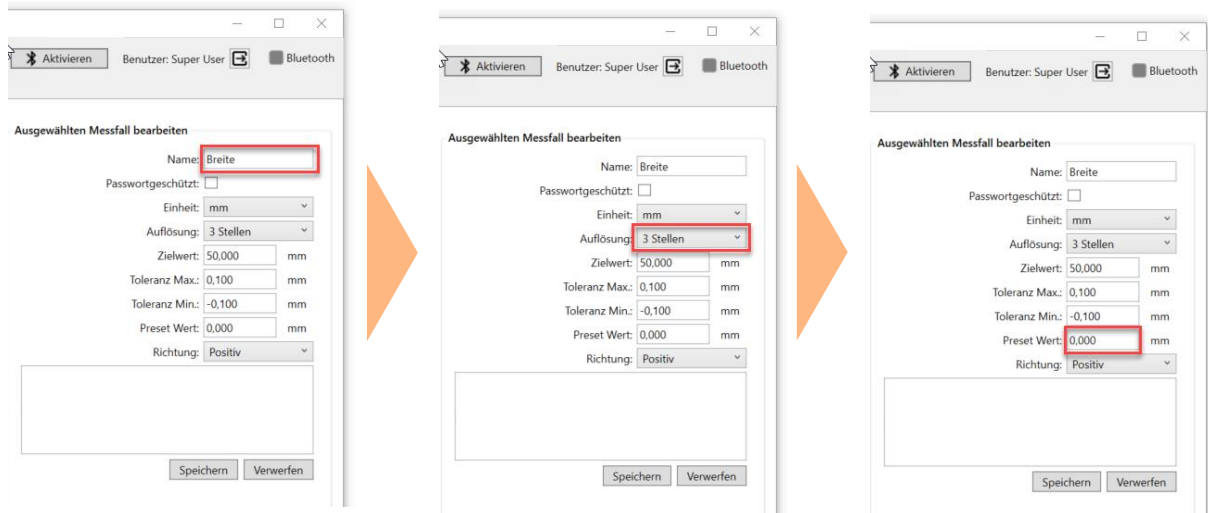 Aktivieren Benutzer: Super User Bluetooth
Ausgewählten Messfall bearbeiten
Name: Breite
Passwortgeschützt:
Einheit: mm
Auflösung: 3 Stellen
Zielwert: 50,000 mm
Toleranz Max.: 0,100 mm
Toleranz Min.: -0,100 mm
Preset Wert: 0,000 mm
Richtung: Positiv
Speichern Verwerfen
Aktivieren Benutzer: Super User Bluetooth
Ausgewählten Messfall bearbeiten
Name: Breite
Passwortgeschützt:
Einheit: mm
Auflösung: 3 Stellen
Zielwert: 50,000 mm
Toleranz Max.: 0,100 mm
Toleranz Min.: -0,100 mm
Preset Wert: 0,000 mm
Richtung: Positiv
Speichern Verwerfen
Aktivieren Benutzer: Super User Bluetooth
Ausgewählten Messfall bearbeiten
Name: Breite
Passwortgeschützt:
Einheit: mm
Auflösung: 3 Stellen
Zielwert: 50,000 mm
Toleranz Max.: 0,100 mm
Toleranz Min.: -0,100 mm
Preset Wert: 0,000 mm
Richtung: Positiv
Speichern Verwerfen